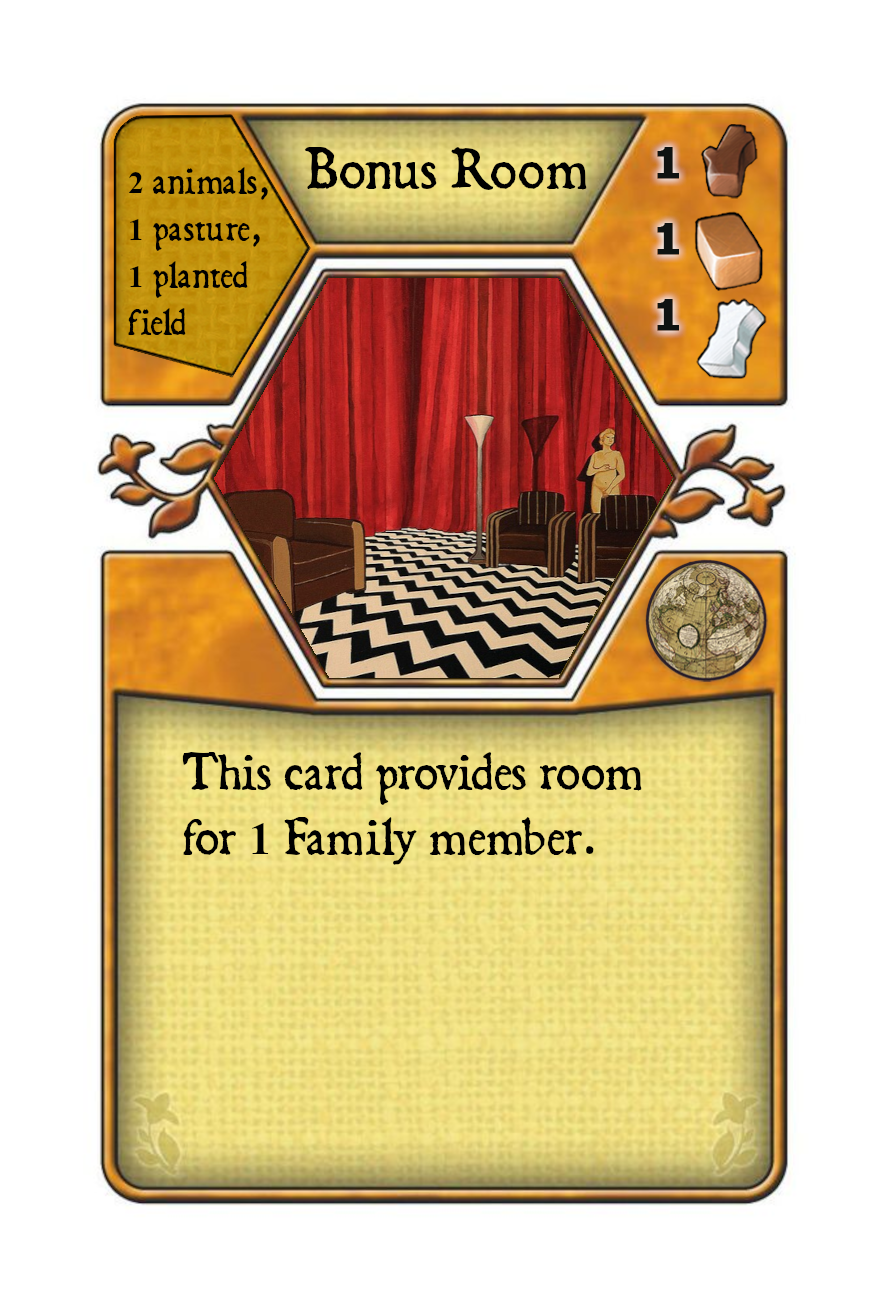 2 animals,
1 pasture,
1 planted
field
Bonus Room
1
1
1
This card provides room
for 1 Family member.